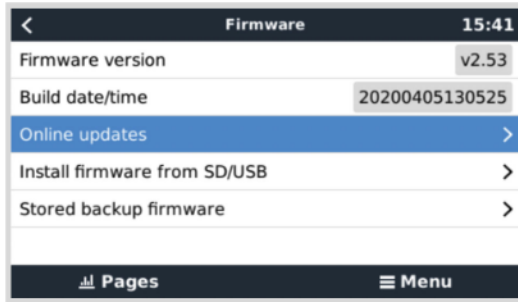 Firmware 15:41
Firmware version v2.53
Build date/time 20200405130525
Online updates
Install firmware from SD/USB
Stored backup firmware
Pages Menu